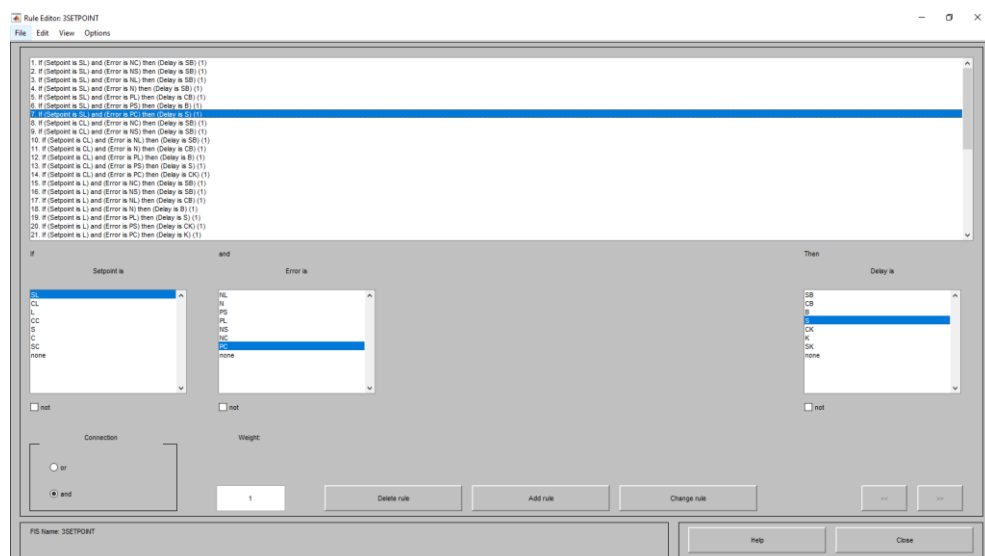 Rule Editor: 3SETPOINT
File Edit View Options
1. If (Setpoint is SL) and (Error is NC) then (Delay is SB) (1)
2. If (Setpoint is SL) and (Error is NS) then (Delay is SB) (1)
3. If (Setpoint is SL) and (Error is NL) then (Delay is SB) (1)
4. If (Setpoint is SL) and (Error is N) then (Delay is SB) (1)
5. If (Setpoint is SL) and (Error is PL) then (Delay is CB) (1)
6. If (Setpoint is SL) and (Error is PS) then (Delay is B) (1)
7. If (Setpoint is SL) and (Error is PC) then (Delay is S) (1)
8. If (Setpoint is CL) and (Error is NC) then (Delay is SB) (1)
9. If (Setpoint is CL) and (Error is NS) then (Delay is SB) (1)
10. If (Setpoint is CL) and (Error is NL) then (Delay is SB) (1)
11. If (Setpoint is CL) and (Error is N) then (Delay is CB) (1)
12. If (Setpoint is CL) and (Error is PL) then (Delay is B) (1)
13. If (Setpoint is CL) and (Error is PS) then (Delay is S) (1)
14. If (Setpoint is CL) and (Error is PC) then (Delay is CK) (1)
15. If (Setpoint is L) and (Error is NC) then (Delay is SB) (1)
16. If (Setpoint is L) and (Error is NS) then (Delay is SB) (1)
17. If (Setpoint is L) and (Error is NL) then (Delay is CB) (1)
18. If (Setpoint is L) and (Error is N) then (Delay is B) (1)
19. If (Setpoint is L) and (Error is PL) then (Delay is S) (1)
20. If (Setpoint is L) and (Error is PS) then (Delay is CK) (1)
21. If (Setpoint is L) and (Error is PC) then (Delay is K) (1)
If and Then
Setpoint is Error is Delay is
SL NL SB
CL N CB
L PS B
CC PL S
S NS CK
C NC K
SC PC SK
none none none
not not not
Connection Weight:
or
and 1 Delete rule Add rule Change rule << >>
FIS Name: 3SETPOINT Help Close